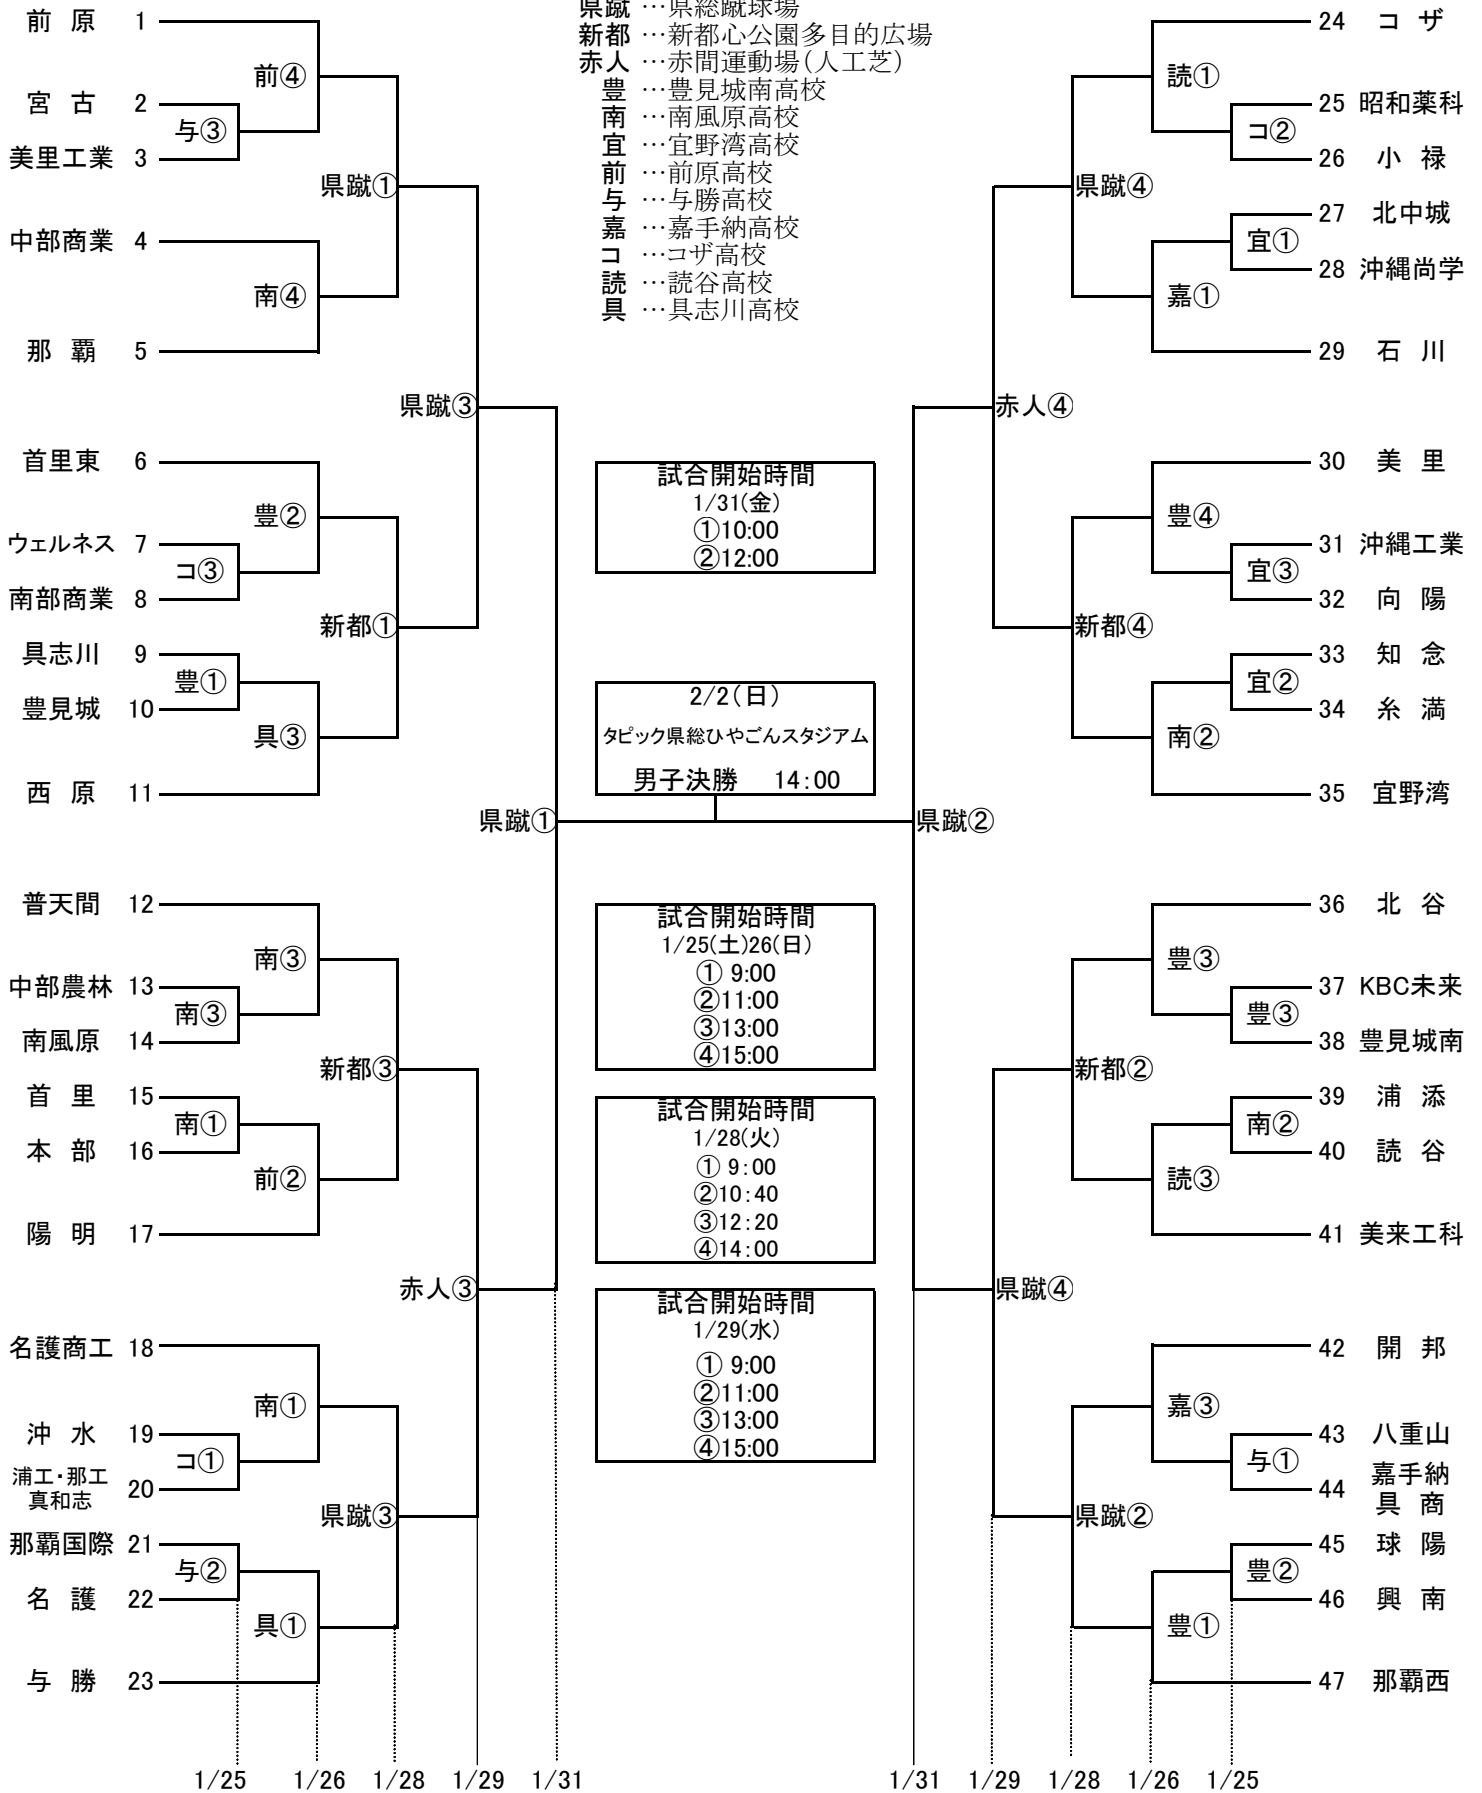 県蹴 …県総蹴球場
新都 …新都心公園多目的広場
赤人 …赤間運動場(人工芝)
豊 …豊見城南高校
南 …南風原高校
宜 …宜野湾高校
前 …前原高校
与 …与勝高校
嘉 …嘉手納高校
コ …コザ高校
読 …読谷高校
具 …具志川高校
前 原 1
前④
宮 古 2
与③
美里工業 3
県蹴①
中部商業 4
南④
那 覇 5
県蹴③
首里東 6
豊②
ウェルネス 7
コ③
南部商業 8
新都①
具志川 9
豊①
豊見城 10
具③
西 原 11
県蹴①
普天間 12
南③
中部農林 13
南③
南風原 14
新都③
首 里 15
南①
本 部 16
前②
陽 明 17
赤人③
名護商工 18
南①
沖 水 19
コ①
浦工・那工
真和志 20
県蹴③
那覇国際 21
与②
名 護 22
具①
与 勝 23
試合開始時間
1/31(金)
①10:00
②12:00
2/2(日)
タピック県総ひやごんスタジアム
男子決勝 14:00
試合開始時間
1/25(土)26(日)
① 9:00
②11:00
③13:00
④15:00
試合開始時間
1/28(火)
① 9:00
②10:40
③12:20
④14:00
試合開始時間
1/29(水)
① 9:00
②11:00
③13:00
④15:00
24 コ ザ
読①
25 昭和薬科
コ②
26 小 禄
県蹴④
27 北中城
宜①
28 沖縄尚学
嘉①
29 石 川
赤人④
30 美 里
豊④
31 沖縄工業
宜③
32 向 陽
新都④
33 知 念
宜②
34 糸 満
南②
35 宜野湾
県蹴②
36 北 谷
豊③
37 KBC未来
豊③
38 豊見城南
新都②
39 浦 添
南②
40 読 谷
読③
41 美来工科
県蹴④
42 開 邦
嘉③
43 八重山
与①
44 嘉手納
具 商
県蹴②
45 球 陽
豊②
46 興 南
豊①
47 那覇西
1/25 1/26 1/28 1/29 1/31 1/31 1/29 1/28 1/26 1/25